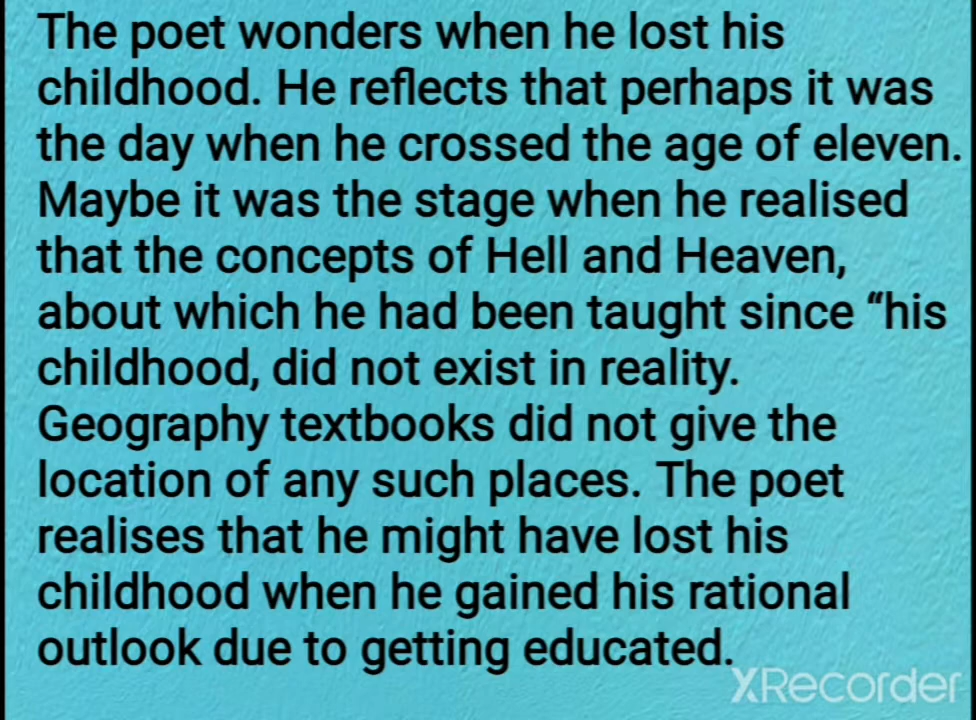 The poet wonders when he lost his
childhood. He reflects that perhaps it was
the day when he crossed the age of eleven.
Maybe it was the stage when he realised
that the concepts of Hell and Heaven,
about which he had been taught since “his
childhood, did not exist in reality.
Geography textbooks did not give the
location of any such places. The poet
realises that he might have lost his
childhood when he gained his rational
outlook due to getting educated.
XRecorder